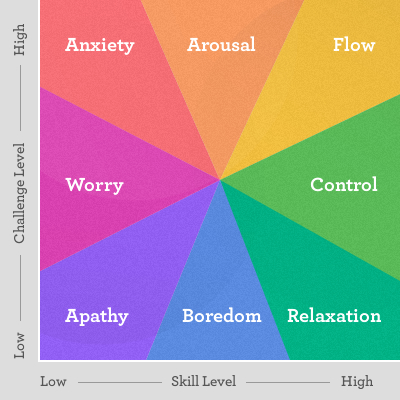 High
Anxiety Arousal Flow
Challenge Level
Worry Control
Low
Apathy Boredom Relaxation
Low Skill Level High